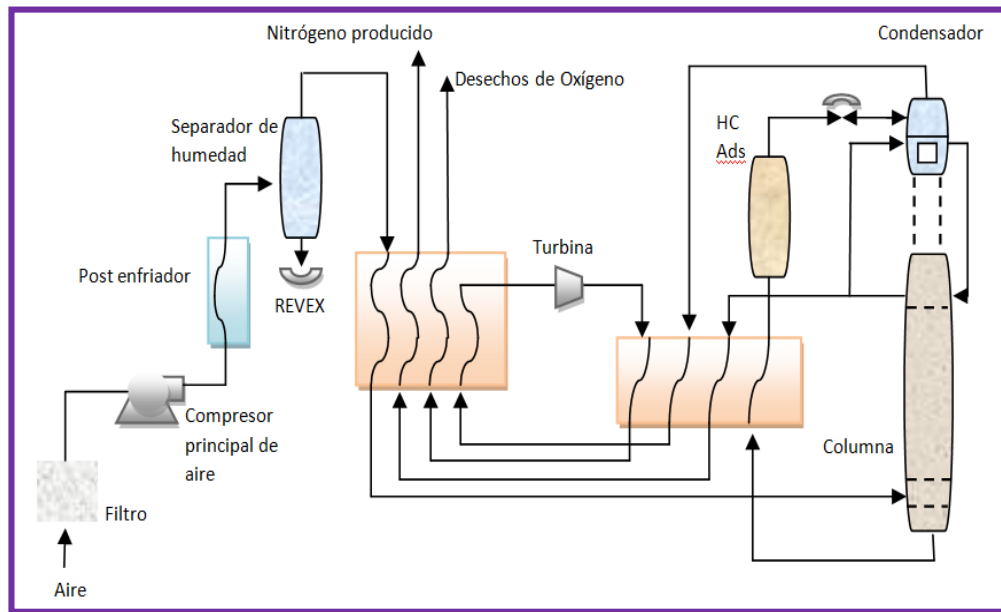 Nitrógeno producido
Condensador
Desechos de Oxígeno
Separador de
humedad
HC
Ads
Turbina
Post enfriador
REVEX
Compresor
principal de
aire
Columna
Filtro
Aire